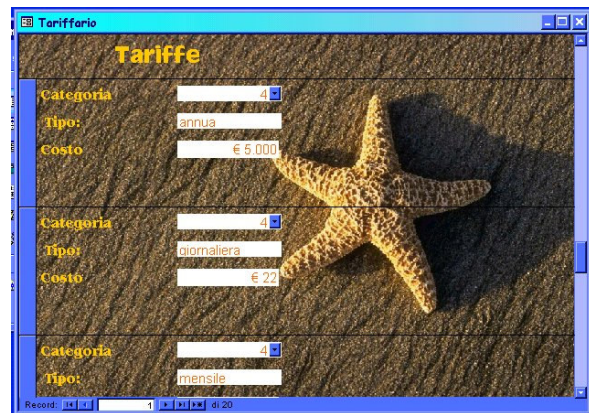 Tariffario
Tariffe
Categoria 4
Tipo: annua
Costo € 5.000
Categoria 4
Tipo: giornaliera
Costo € 22
Categoria 4
Tipo: mensile
Record: 1 di 20